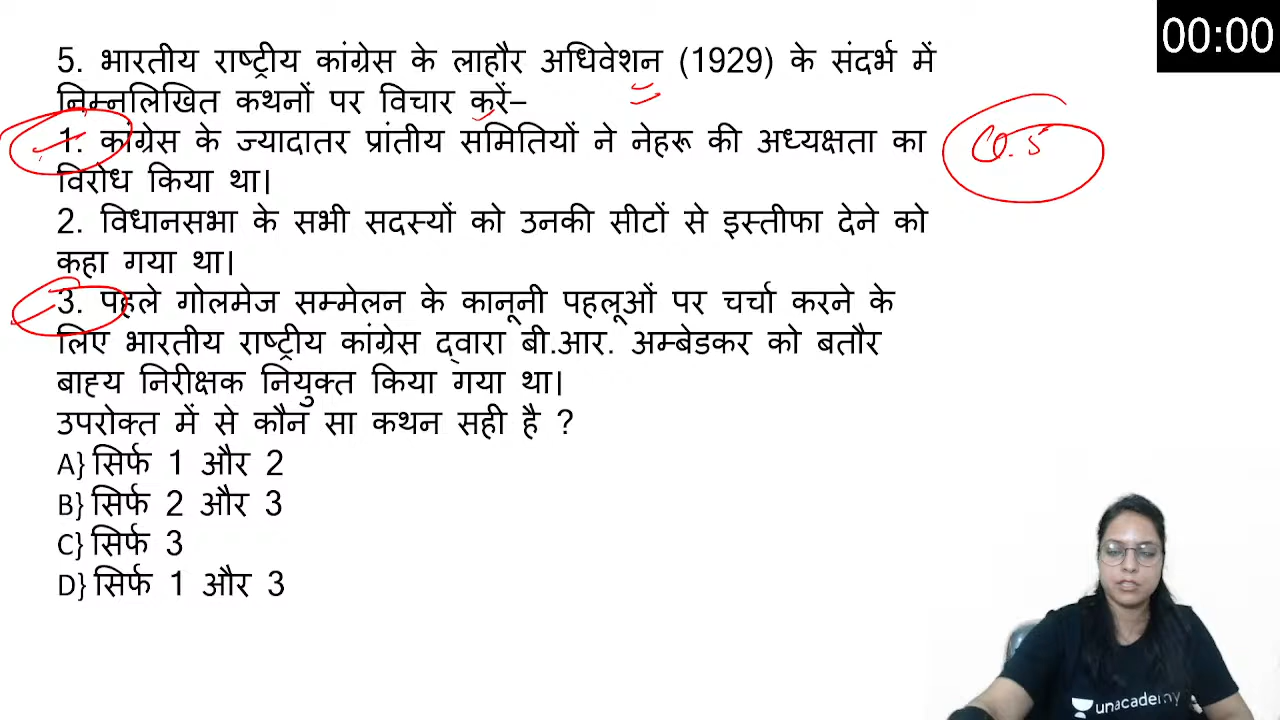 00:00
5. भारतीय राष्ट्रीय कांग्रेस के लाहौर अधिवेशन (1929) के संदर्भ में
निम्नलिखित कथनों पर विचार करें–
1. कांग्रेस के ज्यादातर प्रांतीय समितियों ने नेहरू की अध्यक्षता का
विरोध किया था।
Q.5
2. विधानसभा के सभी सदस्यों को उनकी सीटों से इस्तीफा देने को
कहा गया था।
3. पहले गोलमेज सम्मेलन के कानूनी पहलूओं पर चर्चा करने के
लिए भारतीय राष्ट्रीय कांग्रेस द्वारा बी.आर. अम्बेडकर को बतौर
बाह्य निरीक्षक नियुक्त किया गया था।
उपरोक्त में से कौन सा कथन सही है ?
A} सिर्फ 1 और 2
B} सिर्फ 2 और 3
C} सिर्फ 3
D} सिर्फ 1 और 3
unacademy